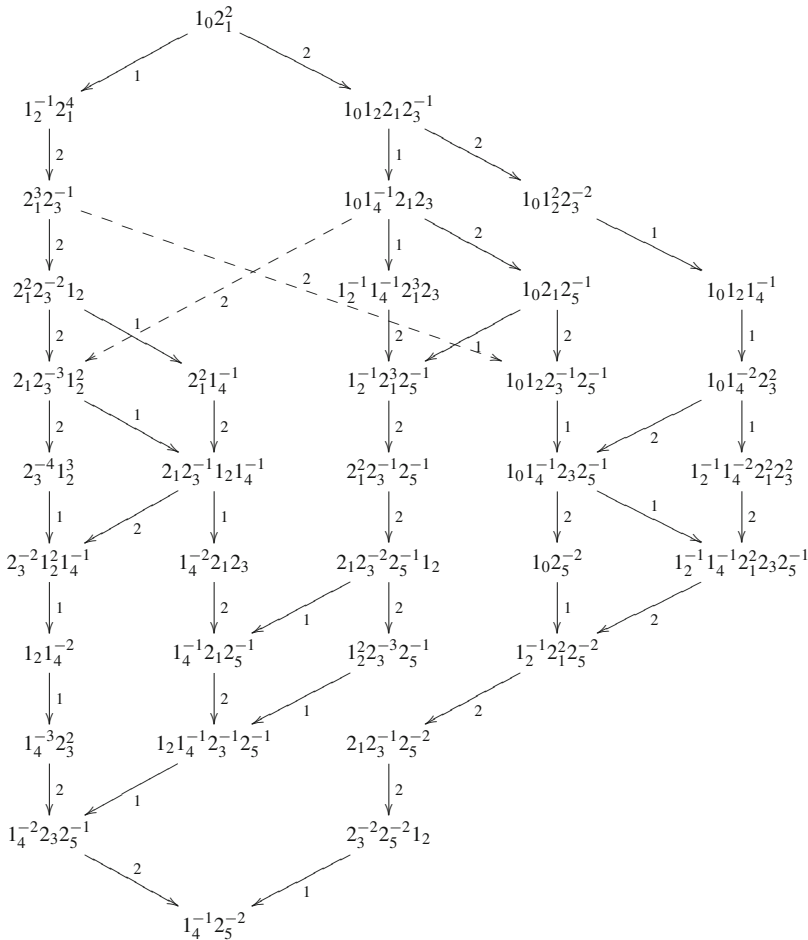 1_0 2_1^2
1 2
1_2^{-1} 2_1^4 1_0 1_2 2_1 2_3^{-1}
2 1 2
2_1^3 2_3^{-1} 1_0 1_4^{-1} 2_1 2_3 1_0 1_2^2 2_3^{-2}
2 1 2 1
2 2
2_1^2 2_3^{-2} 1_2 1_2^{-1} 1_4^{-1} 2_1^3 2_3 1_0 2_1 2_5^{-1} 1_0 1_2 1_4^{-1}
2 1 2 1 2 1
2_1 2_3^{-3} 1_2^2 2_1^2 1_4^{-1} 1_2^{-1} 2_1^3 2_5^{-1} 1_0 1_2 2_3^{-1} 2_5^{-1} 1_0 1_4^{-2} 2_3^2
2 1 2 2 1 2 1
2_3^{-4} 1_2^3 2_1 2_3^{-1} 1_2 1_4^{-1} 2_1^2 2_3^{-1} 2_5^{-1} 1_0 1_4^{-1} 2_3 2_5^{-1} 1_2^{-1} 1_4^{-2} 2_1^2 2_3^2
1 2 1 2 2 1 2
2_3^{-2} 1_2^2 1_4^{-1} 1_4^{-2} 2_1 2_3 2_1 2_3^{-2} 2_5^{-1} 1_2 1_0 2_5^{-2} 1_2^{-1} 1_4^{-1} 2_1^2 2_3 2_5^{-1}
1 2 1 2 1 2
1_2 1_4^{-2} 1_4^{-1} 2_1 2_5^{-1} 1_2^2 2_3^{-3} 2_5^{-1} 1_2^{-1} 2_1^2 2_5^{-2}
1 2 1 2
1_4^{-3} 2_3^2 1_2 1_4^{-1} 2_3^{-1} 2_5^{-1} 2_1 2_3^{-1} 2_5^{-2}
2 1 2
1_4^{-2} 2_3 2_5^{-1} 2_3^{-2} 2_5^{-2} 1_2
2 1
1_4^{-1} 2_5^{-2}